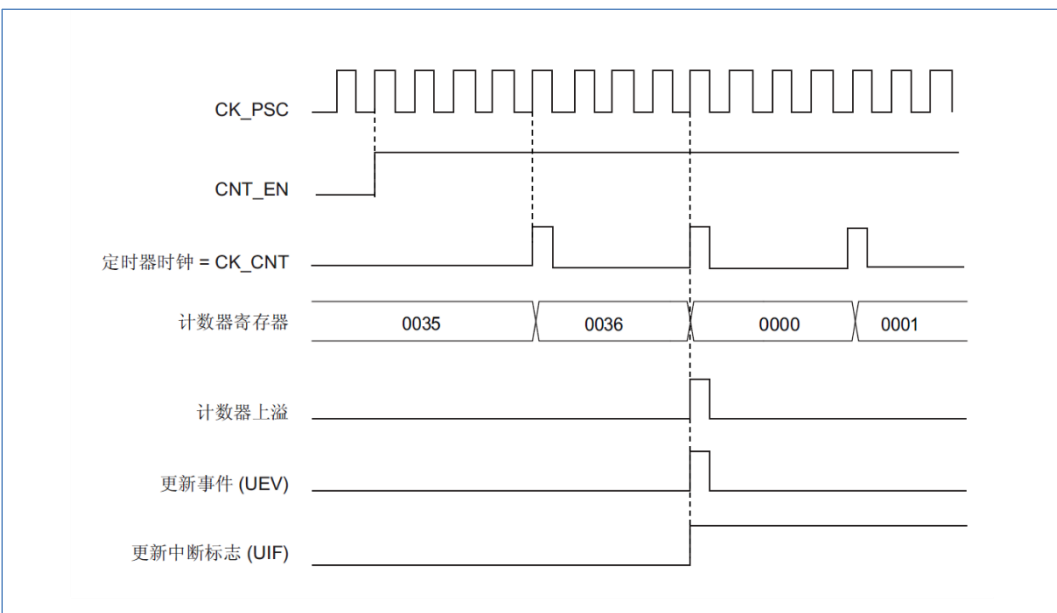 CK_PSC
CNT_EN
定时器时钟 = CK_CNT
计数器寄存器 0035 0036 0000 0001
计数器上溢
更新事件 (UEV)
更新中断标志 (UIF)